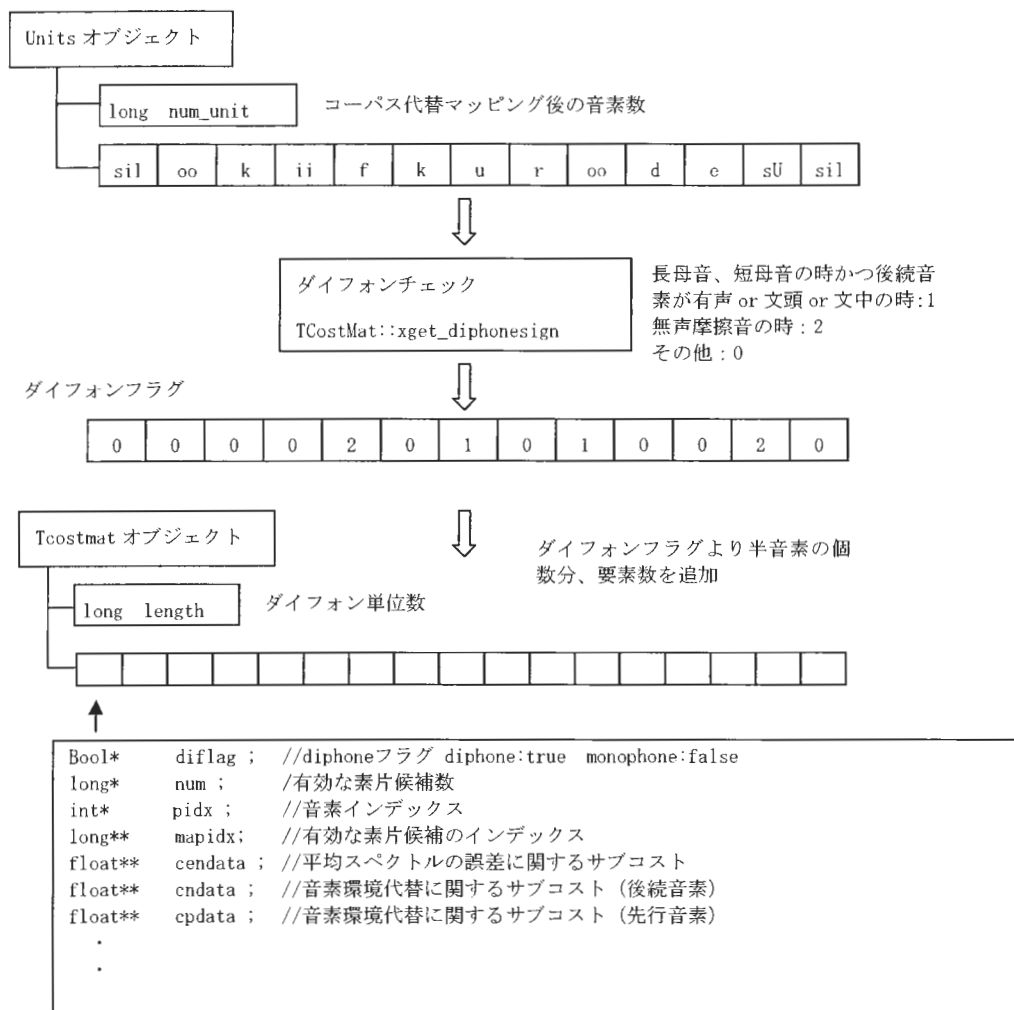 Units オブジェクト
long num_unit
コーパス代替マッピング後の音素数
sil oo k ii f k u r oo d e sU sil
ダイフォンチェック
TCostMat::xget_diphonesign
長母音、短母音の時かつ後続音
素が有声 or 文頭 or 文中の時:1
無声摩擦音の時:2
その他:0
ダイフォンフラグ
0 0 0 0 2 0 1 0 1 0 0 2 0
Tcostmat オブジェクト
ダイフォンフラグより半音素の個
数分、要素数を追加
long length
ダイフォン単位数
Bool* diflag ; //diphoneフラグ diphone:true monophone:false
long* num ; /有効な素片候補数
int* pidx ; //音素インデックス
long** mapidx; //有効な素片候補のインデックス
float** cendata ; //平均スペクトルの誤差に関するサブコスト
float** cndata ; //音素環境代替に関するサブコスト (後続音素)
float** cpdata ; //音素環境代替に関するサブコスト (先行音素)
・
・